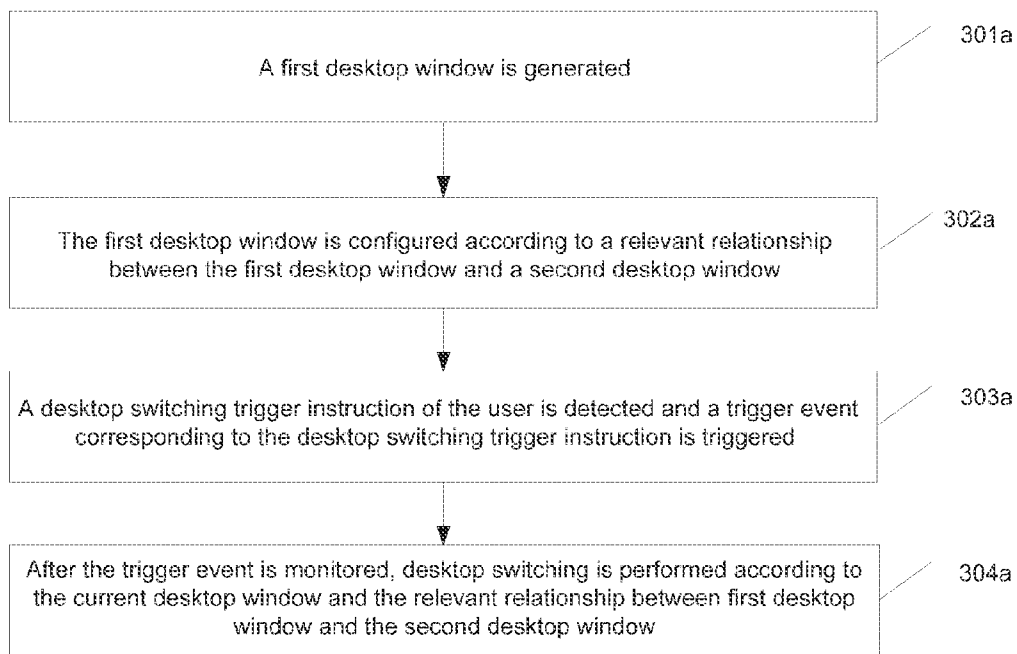 301a
A first desktop window is generated
302a
The first desktop window is configured according to a relevant relationship
between the first desktop window and a second desktop window
303a
A desktop switching trigger instruction of the user is detected and a trigger event
corresponding to the desktop switching trigger instruction is triggered
304a
After the trigger event is monitored, desktop switching is performed according to
the current desktop window and the relevant relationship between first desktop
window and the second desktop window